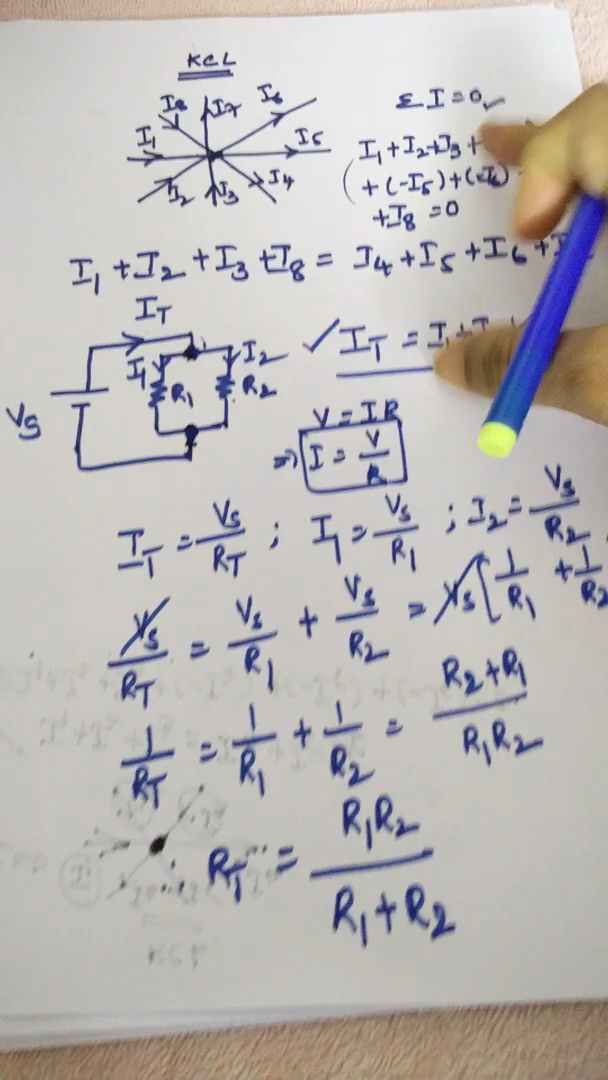 KCL
I8 I7 I6
I1 I5
I2 I3 I4
Σ I = 0 ✓
I1 + I2 + I3 +
( + (-I5) + (-I6)
+ I8 = 0
I1 + I2 + I3 + I8 = I4 + I5 + I6 +
IT
VS I1 R1 I2 R2
✓ IT = I1 +
V = IR
⇒ I = V/R
IT = VS/RT ; I1 = VS/R1 ; I2 = VS/R2
VS/RT = VS/R1 + VS/R2 = VS [ 1/R1 + 1/R2
1/RT = 1/R1 + 1/R2 = R2 + R1/R1R2
RT = R1R2/R1 + R2